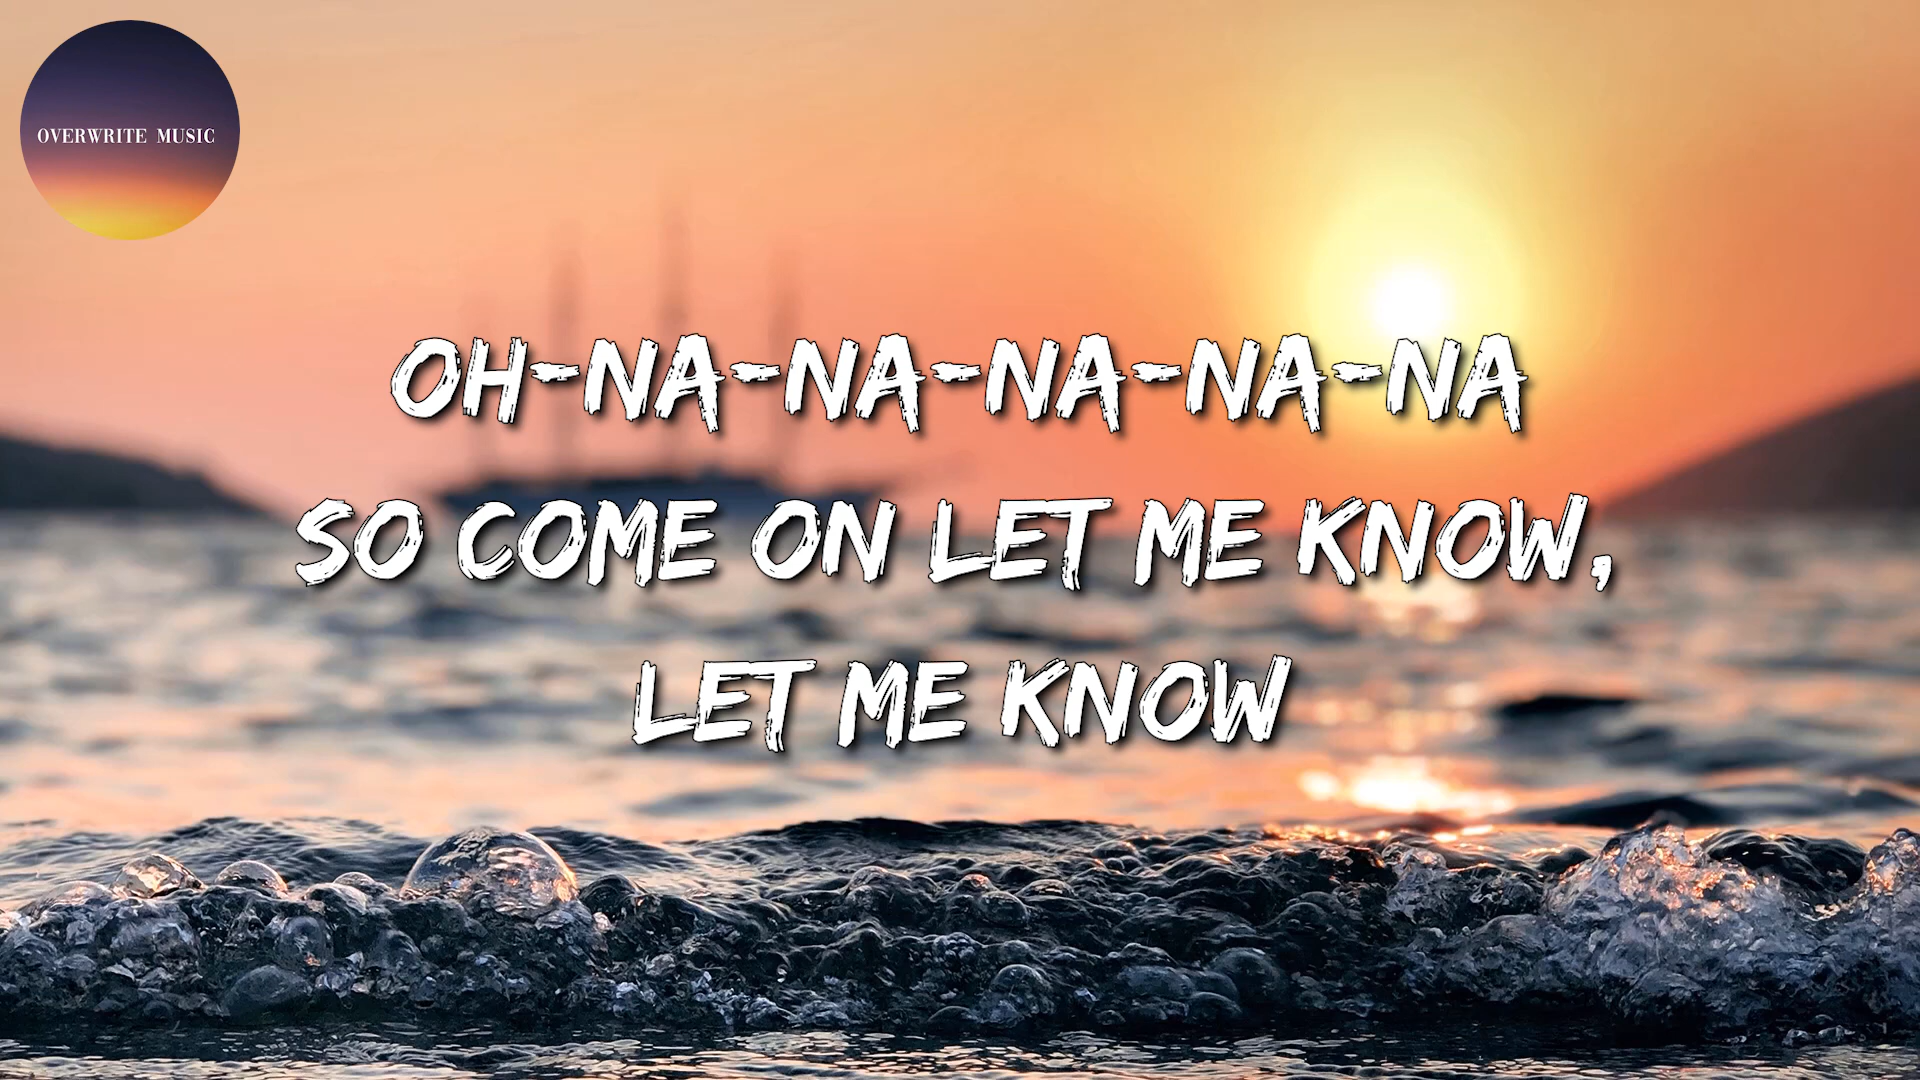 OVERWRITE MUSIC
OH-NA-NA-NA-NA-NA
SO COME ON LET ME KNOW,
LET ME KNOW